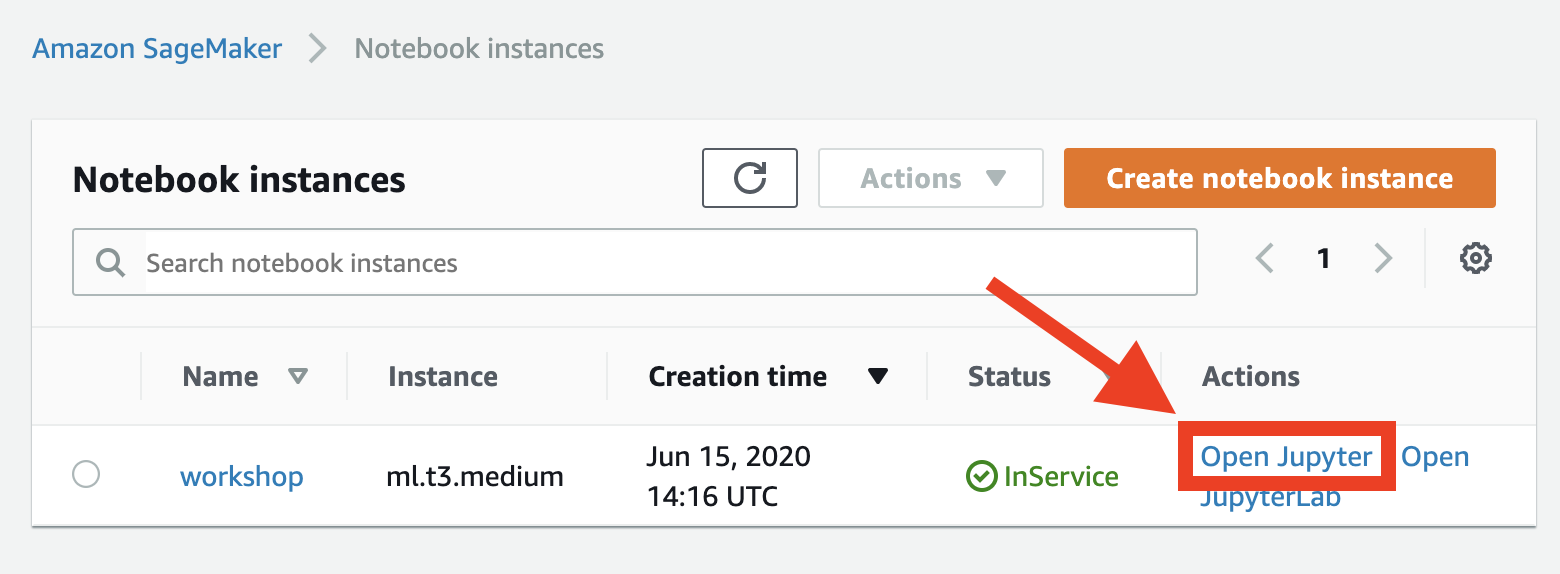 Amazon SageMaker > Notebook instances
Notebook instances
Actions
Create notebook instance
Search notebook instances
1
Name
Instance
Creation time
Status
Actions
workshop
ml.t3.medium
Jun 15, 2020
14:16 UTC
InService
Open Jupyter Open
JupyterLab